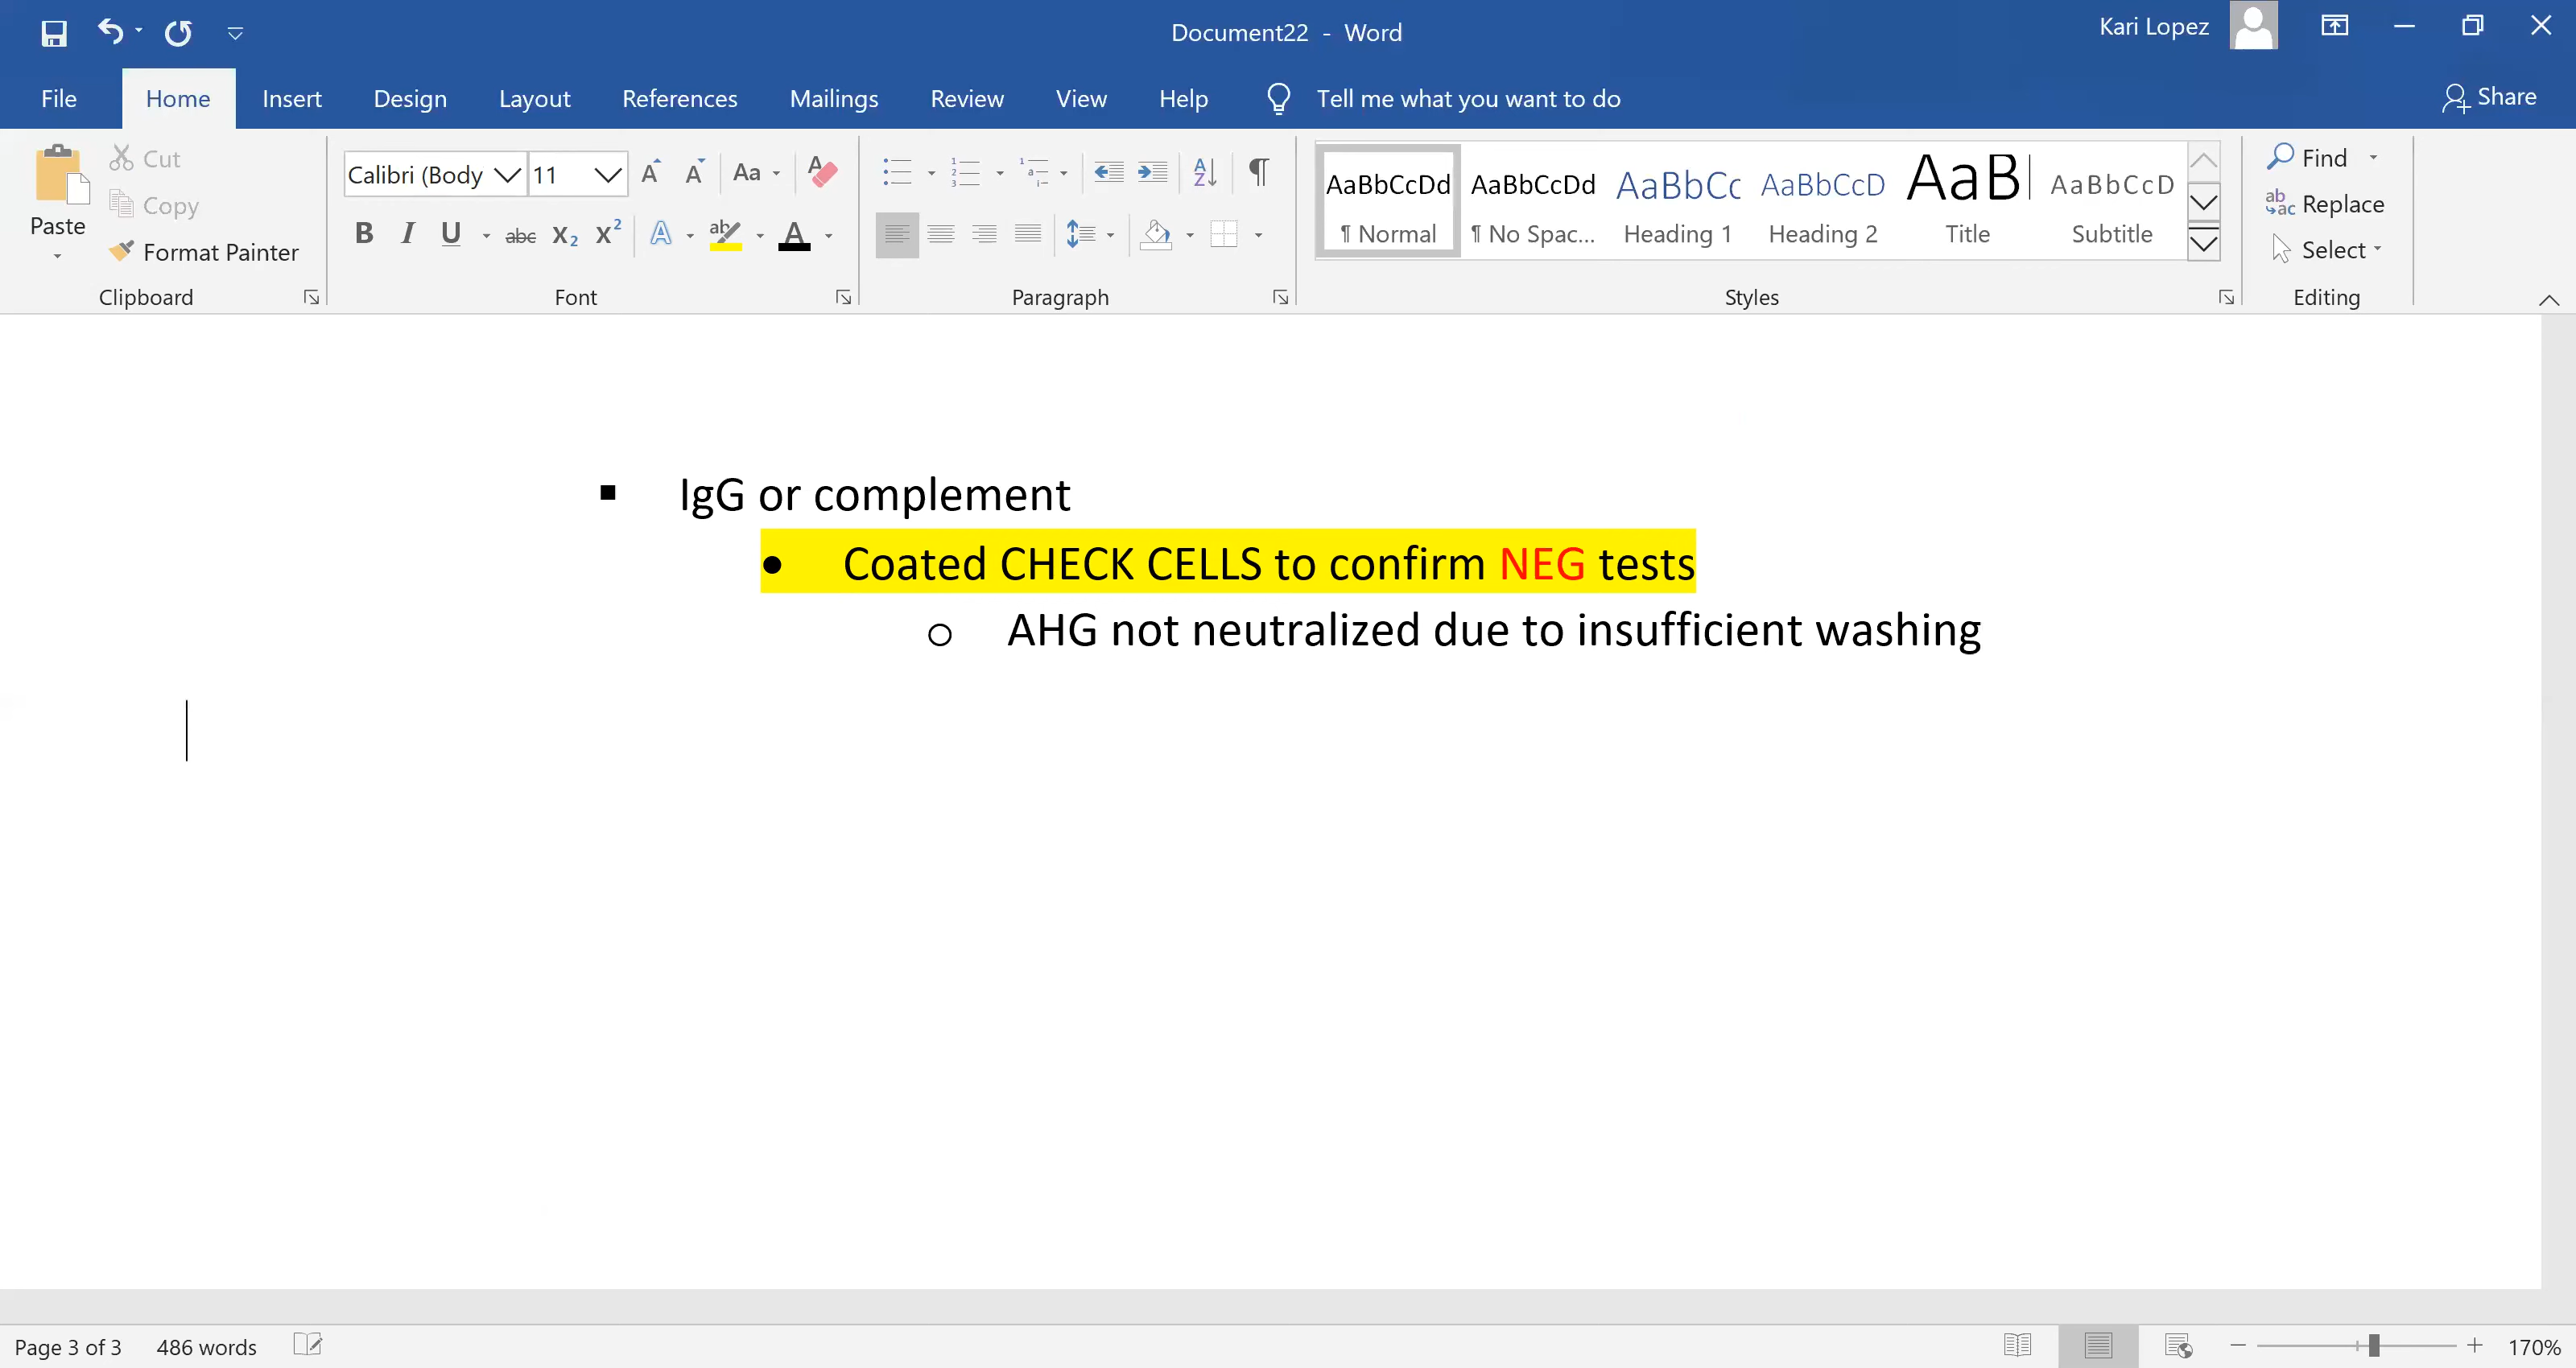 Document22 - Word
Kari Lopez
File Home Insert Design Layout References Mailings Review View Help Tell me what you want to do Share
Paste
Cut
Copy
Format Painter
Clipboard
Calibri (Body 11
Font
Paragraph
AaBbCcDd AaBbCcDd AaBbCc AaBbCcD AaB AaBbCcD
¶ Normal ¶ No Spac... Heading 1 Heading 2 Title Subtitle
Styles
Find
Replace
Select
Editing
▪ IgG or complement
• Coated CHECK CELLS to confirm NEG tests
o AHG not neutralized due to insufficient washing
Page 3 of 3 486 words 170%